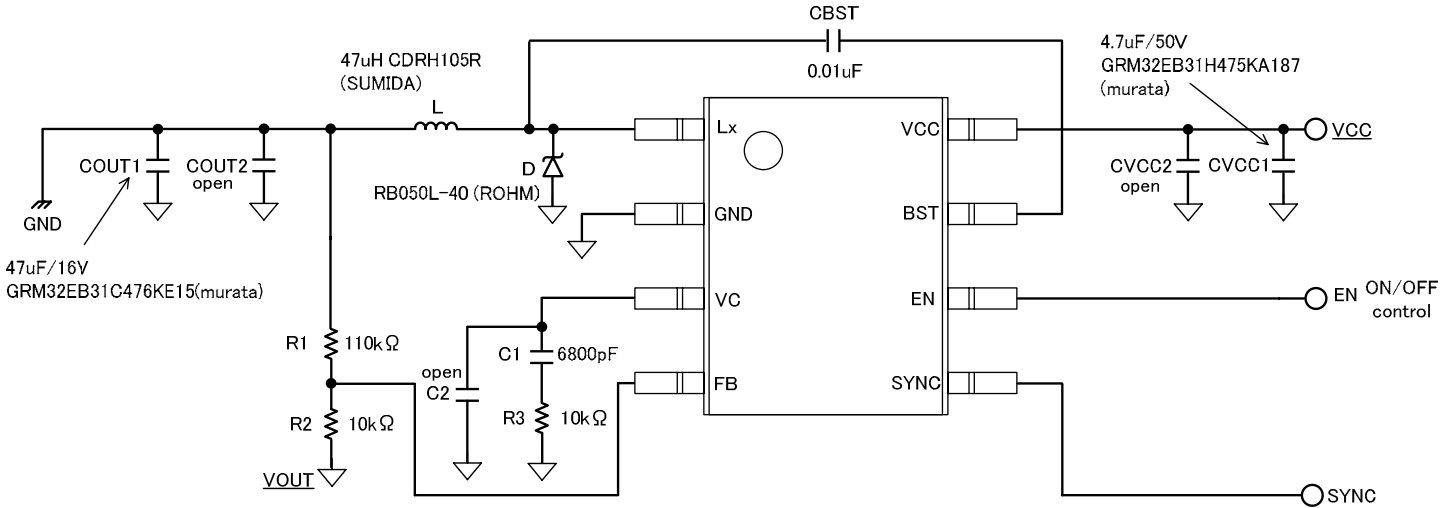 CBST
0.01uF
47uH CDRH105R
(SUMIDA)
L
4.7uF/50V
GRM32EB31H475KA187
(murata)
Lx
VCC
VCC
COUT1
COUT2
open
D
RB050L-40 (ROHM)
CVCC2
open
CVCC1
GND
GND
BST
47uF/16V
GRM32EB31C476KE15(murata)
VC
EN
EN
ON/OFF
control
R1
110kΩ
C1
6800pF
open
C2
FB
SYNC
R2
10kΩ
R3
10kΩ
VOUT
SYNC